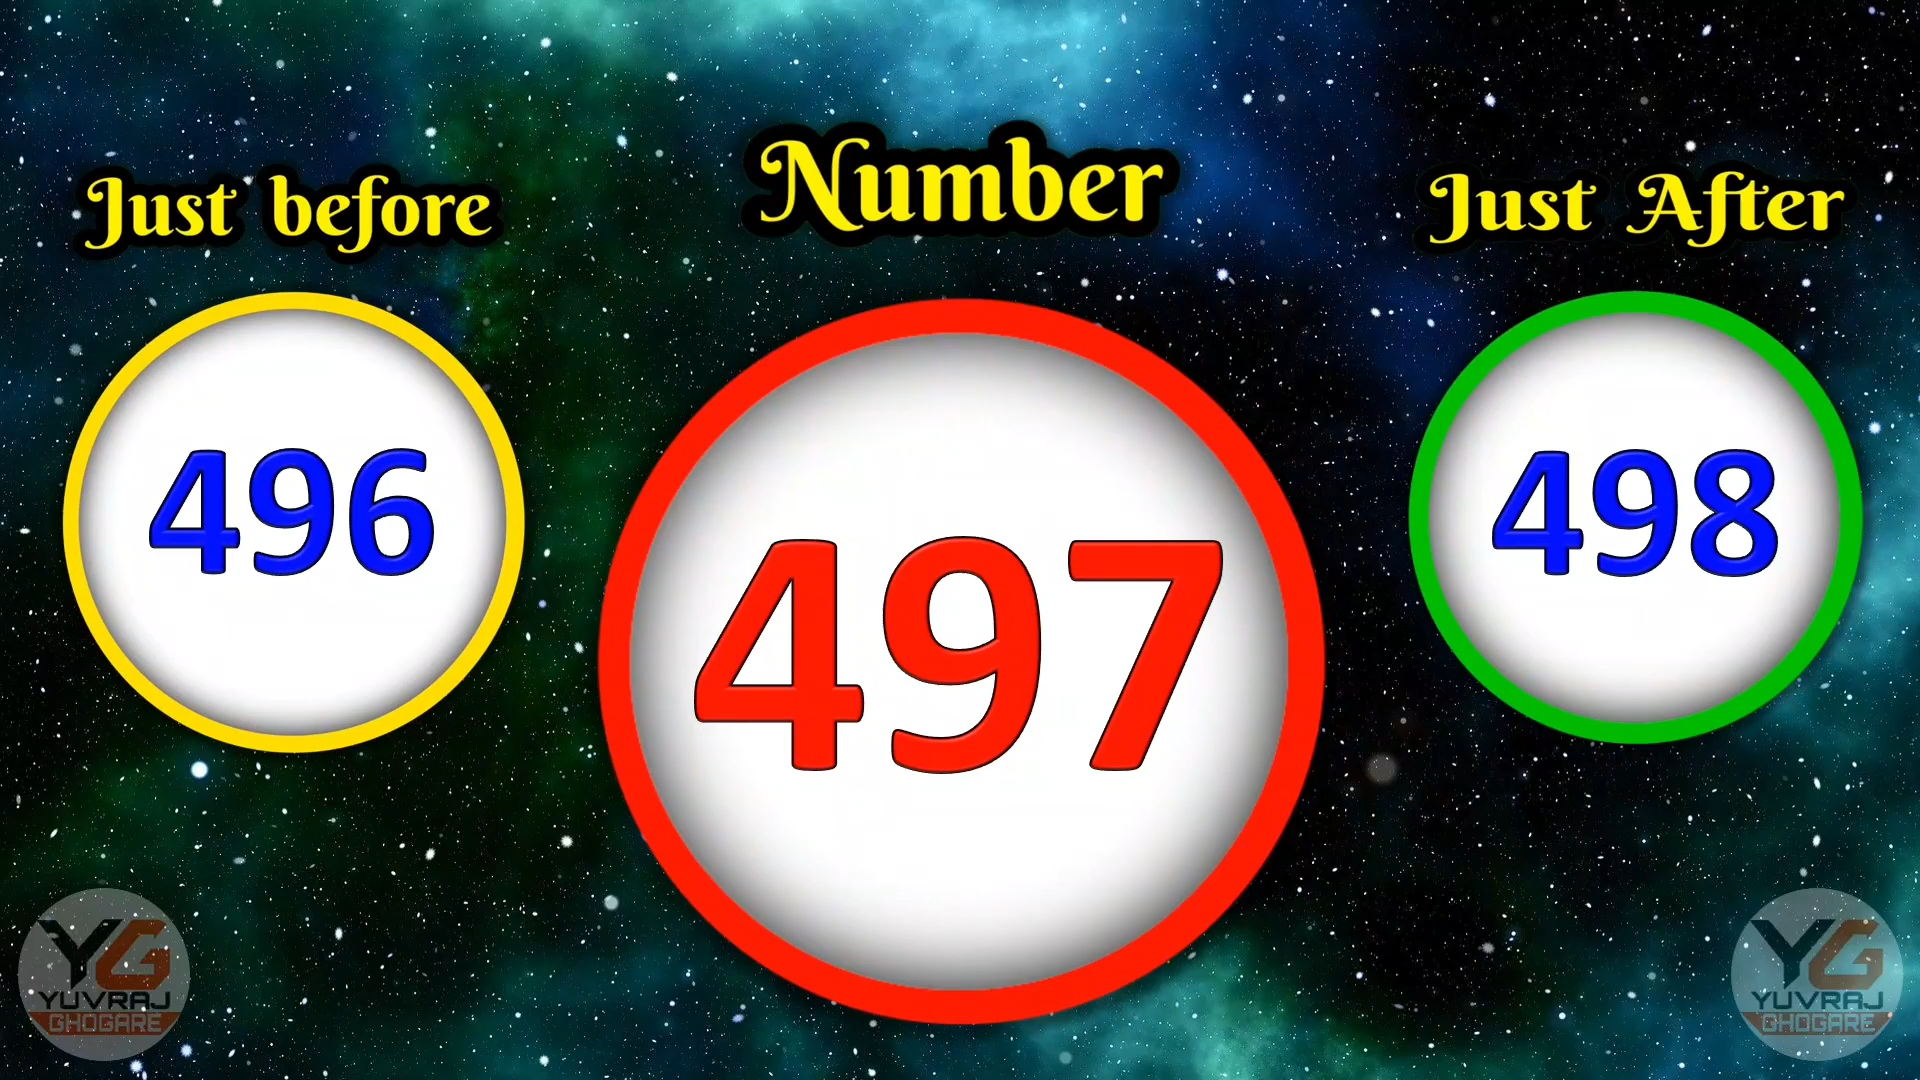 Just before
Number
Just After
496
497
498
YG
YUVRAJ
GHOGARE
YG
YUVRAJ
GHOGARE